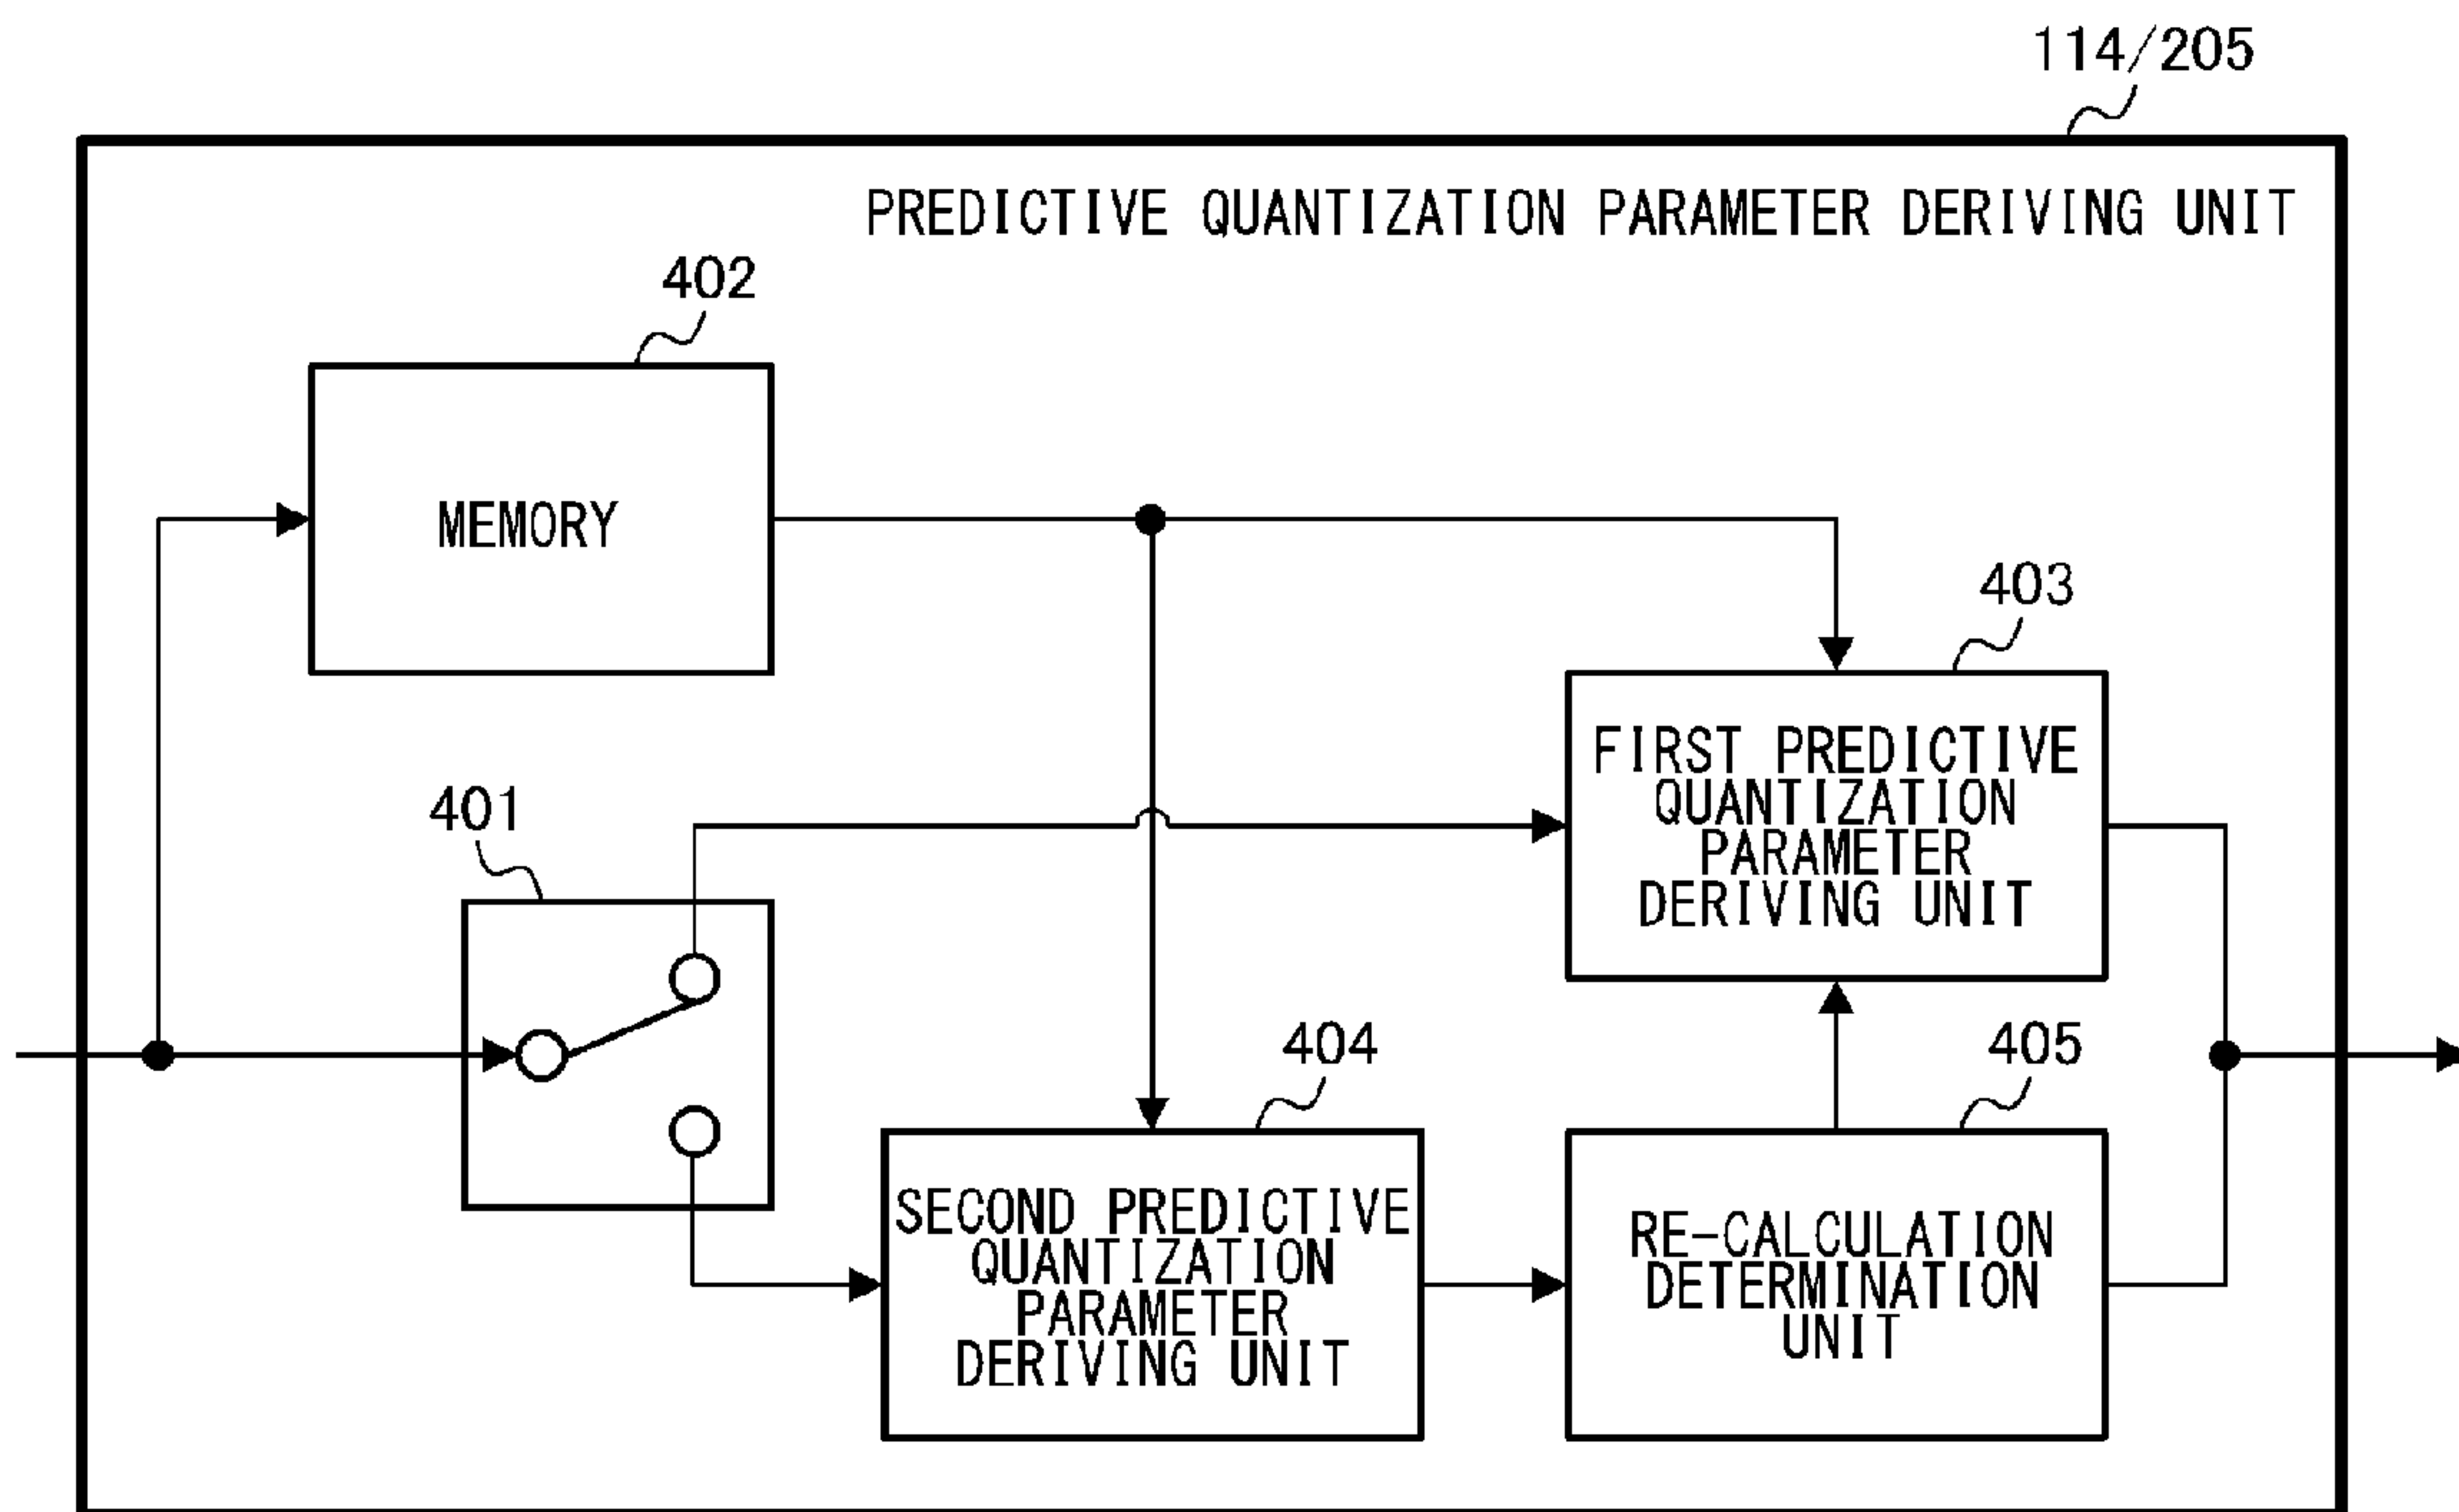 114/205
PREDICTIVE QUANTIZATION PARAMETER DERIVING UNIT
402
MEMORY
403
FIRST PREDICTIVE
QUANTIZATION
PARAMETER
DERIVING UNIT
401
404
SECOND PREDICTIVE
QUANTIZATION
PARAMETER
DERIVING UNIT
405
RE-CALCULATION
DETERMINATION
UNIT